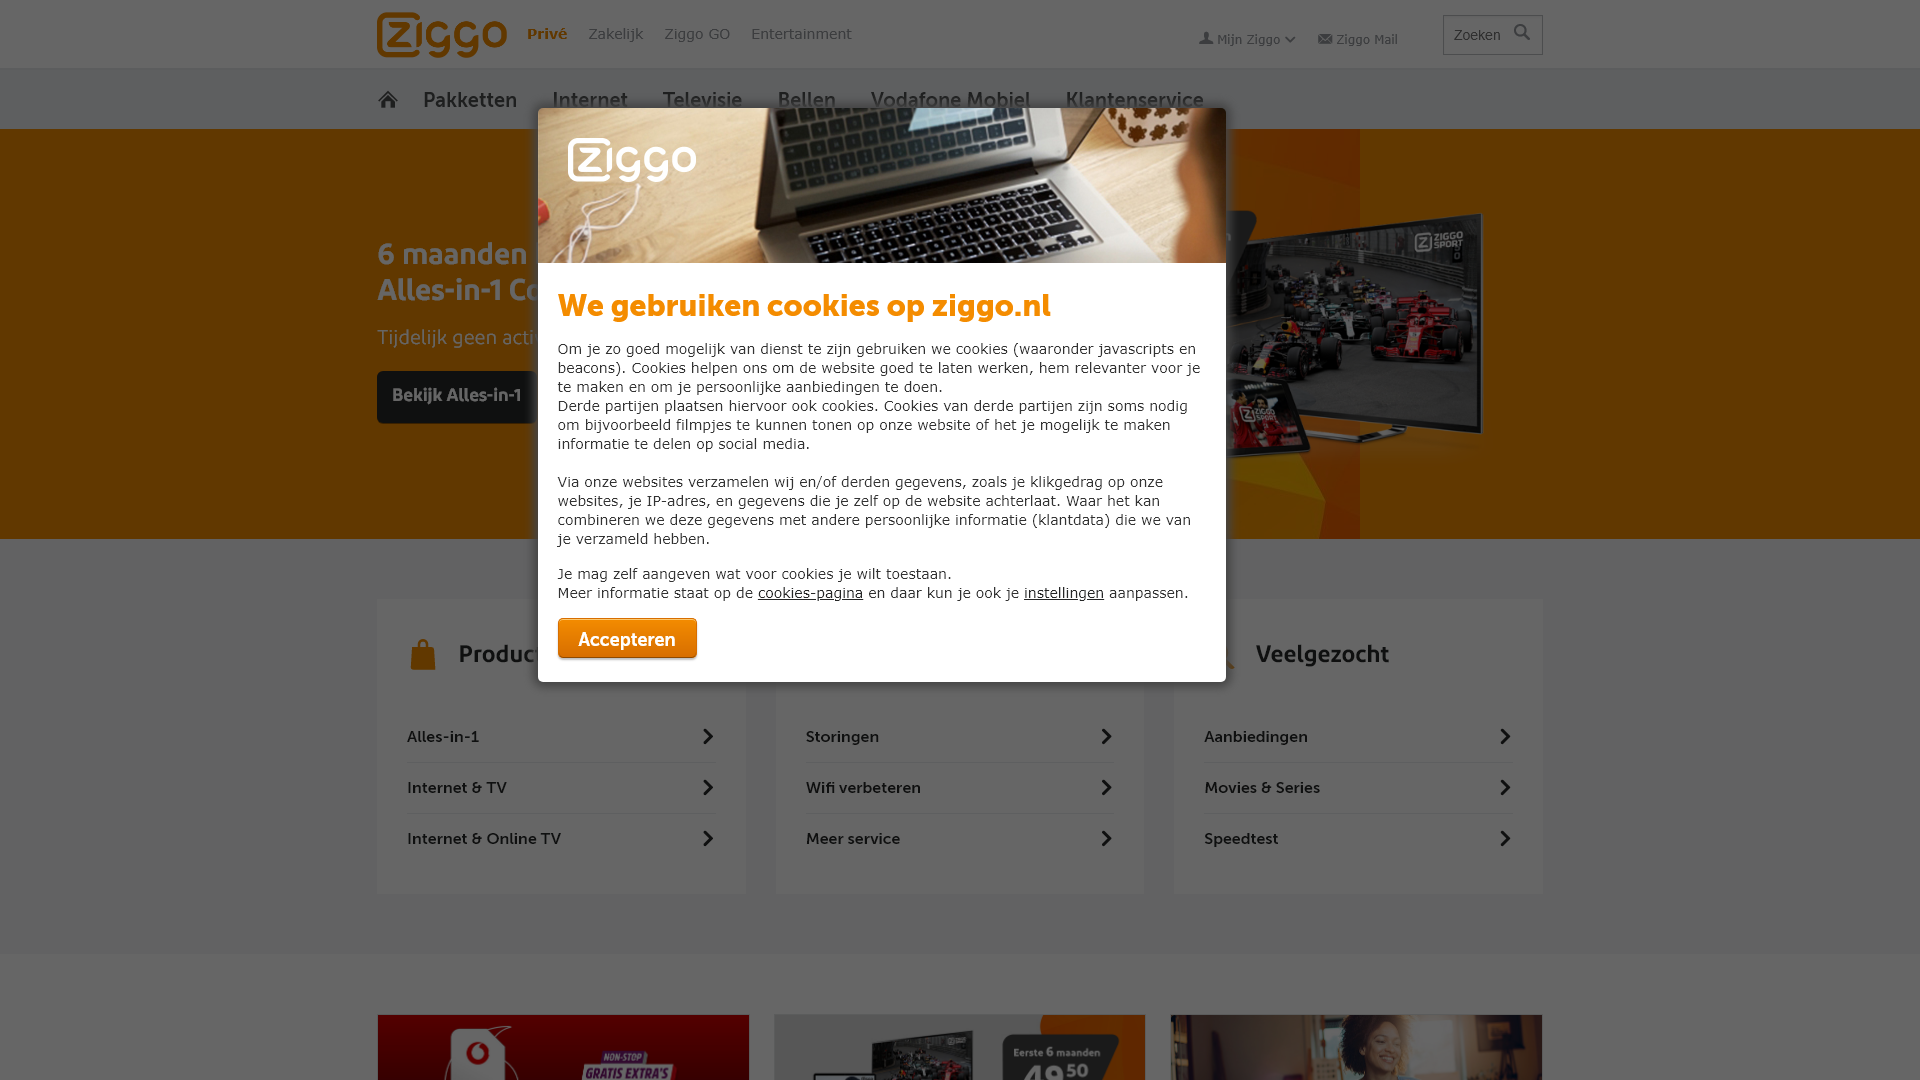 Ziggo
Privé
Zakelijk
Ziggo GO
Entertainment
Mijn Ziggo
Ziggo Mail
Zoeken
Pakketten
Internet
Televisie
Bellen
Vodafone Mobiel
Klantenservice
Ziggo
6 maanden
Alles-in-1 Co
Tijdelijk geen acti
Bekijk Alles-in-1
ZIGGO
SPORT
ZIGGO
SPORT
We gebruiken cookies op ziggo.nl
Om je zo goed mogelijk van dienst te zijn gebruiken we cookies (waaronder javascripts en
beacons). Cookies helpen ons om de website goed te laten werken, hem relevanter voor je
te maken en om je persoonlijke aanbiedingen te doen.
Derde partijen plaatsen hiervoor ook cookies. Cookies van derde partijen zijn soms nodig
om bijvoorbeeld filmpjes te kunnen tonen op onze website of het je mogelijk te maken
informatie te delen op social media.
Via onze websites verzamelen wij en/of derden gegevens, zoals je klikgedrag op onze
websites, je IP-adres, en gegevens die je zelf op de website achterlaat. Waar het kan
combineren we deze gegevens met andere persoonlijke informatie (klantdata) die we van
je verzameld hebben.
Je mag zelf aangeven wat voor cookies je wilt toestaan.
Meer informatie staat op de cookies-pagina en daar kun je ook je instellingen aanpassen.
Accepteren
Produc
Alles-in-1
Internet & TV
Internet & Online TV
Storingen
Wifi verbeteren
Meer service
Veelgezocht
Aanbiedingen
Movies & Series
Speedtest
NON-STOP
GRATIS EXTRA'S
Eerste 6 maanden
4950